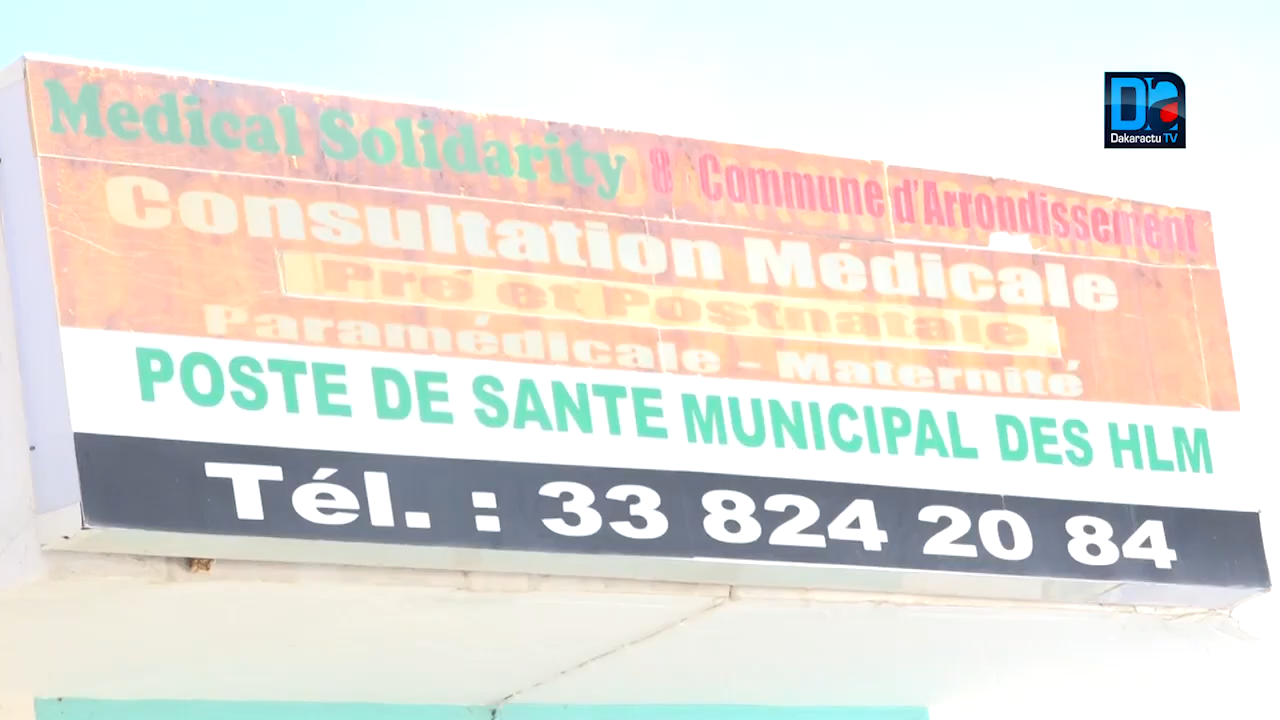 Medical Solidarity 8 Commune d'Arrondissement
Consultation Médicale
Pré et Postnatale
Paramédicale - Maternité
POSTE DE SANTE MUNICIPAL DES HLM
Tél. : 33 824 20 84
Dakaractu TV